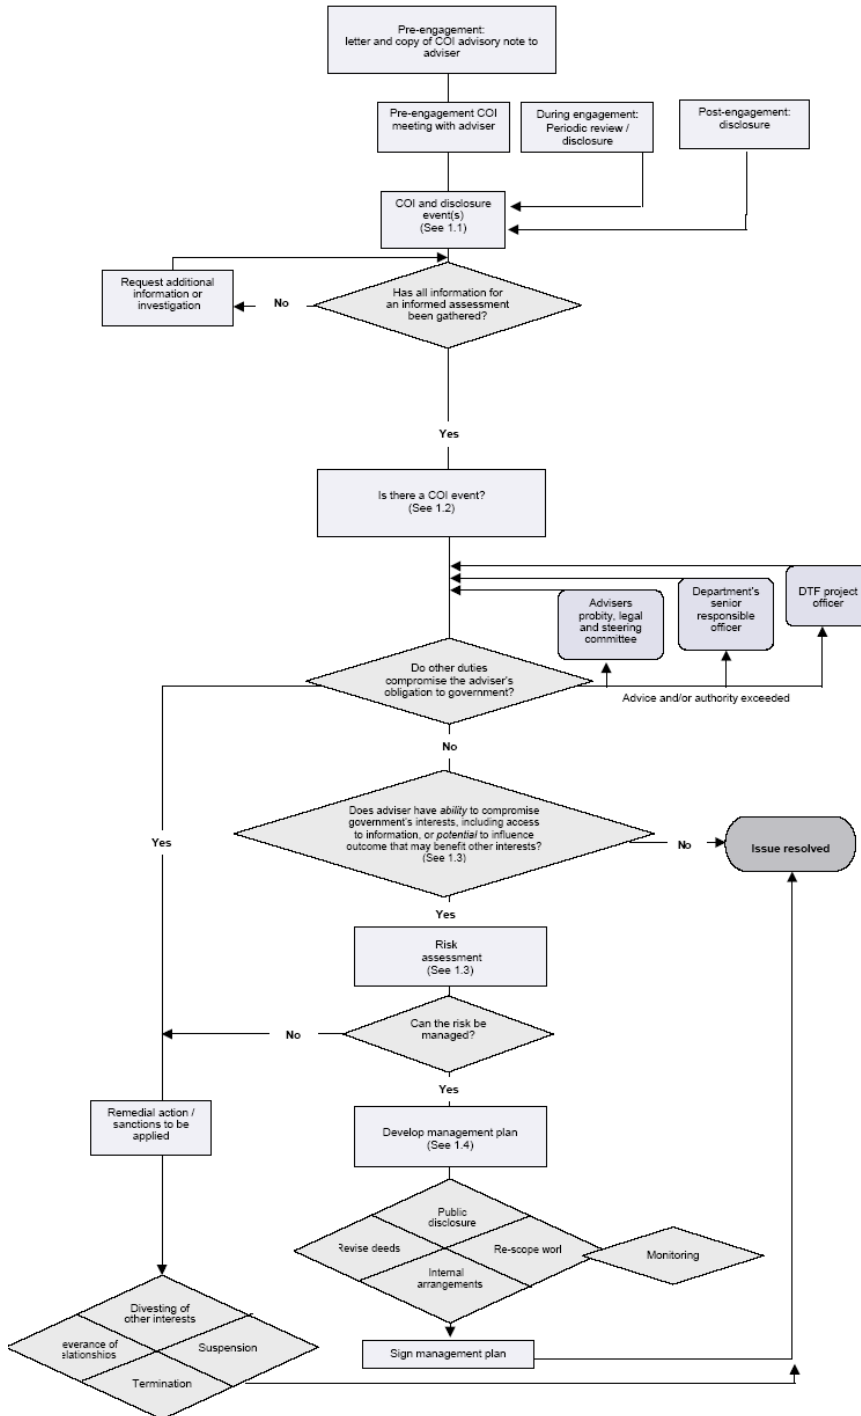 Pre-engagement:
letter and copy of COI advisory note to
adviser
Pre-engagement COI
meeting with adviser
During engagement:
Periodic review /
disclosure
Post-engagement:
disclosure
COI and disclosure
event(s)
(See 1.1)
Request additional
information or
investigation
No
Has all information for
an informed assessment
been gathered?
Yes
Is there a COI event?
(See 1.2)
Advisers
probity, legal
and steering
committee
Department's
senior
responsible
officer
DTF project
officer
Do other duties
compromise the adviser's
obligation to government?
Advice and/or authority exceeded
No
Does adviser have ability to compromise
government's interests, including access
to information, or potential to influence
outcome that may benefit other interests?
(See 1.3)
Yes
No
Issue resolved
Yes
Risk
assessment
(See 1.3)
Can the risk be
managed?
No
Yes
Remedial action /
sanctions to be
applied
Develop management plan
(See 1.4)
Public
disclosure
Revise deeds
Re-scope worl
Internal
arrangements
Monitoring
Divesting of
other interests
everance of
elationships
Suspension
Termination
Sign management plan